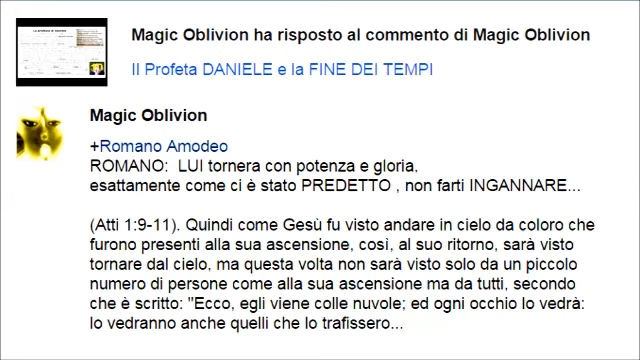 Magic Oblivion ha risposto al commento di Magic Oblivion
Il Profeta DANIELE e la FINE DEI TEMPI
Magic Oblivion
+Romano Amodeo
ROMANO: LUI tornera con potenza e gloria,
esattamente come ci è stato PREDETTO , non farti INGANNARE...
(Atti 1:9-11). Quindi come Gesù fu visto andare in cielo da coloro che
furono presenti alla sua ascensione, così, al suo ritorno, sarà visto
tornare dal cielo, ma questa volta non sarà visto solo da un piccolo
numero di persone come alla sua ascensione ma da tutti, secondo
che è scritto: "Ecco, egli viene colle nuvole; ed ogni occhio lo vedrà:
lo vedranno anche quelli che lo trafissero...